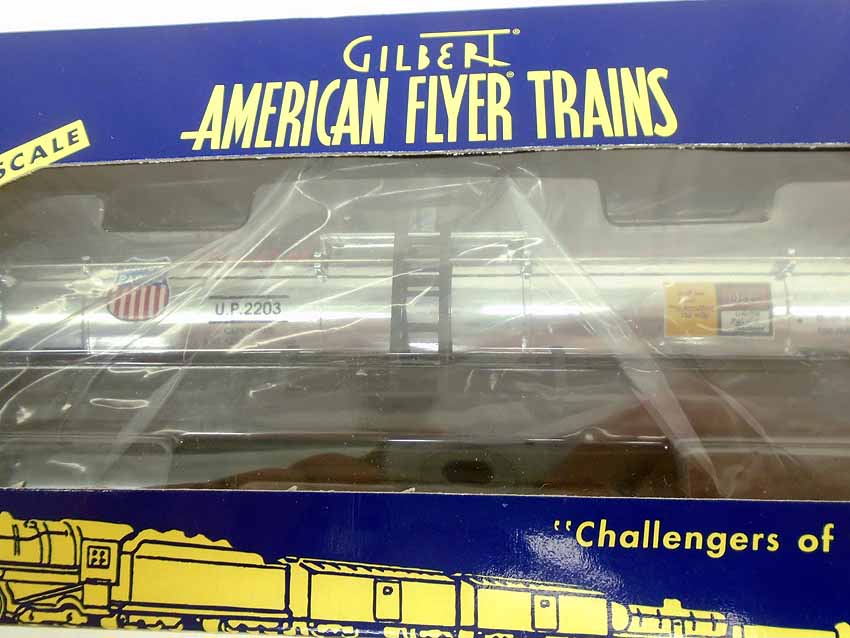 GILBERT®
AMERICAN FLYER® TRAINS
SCALE
U.P.2203
"Challengers of